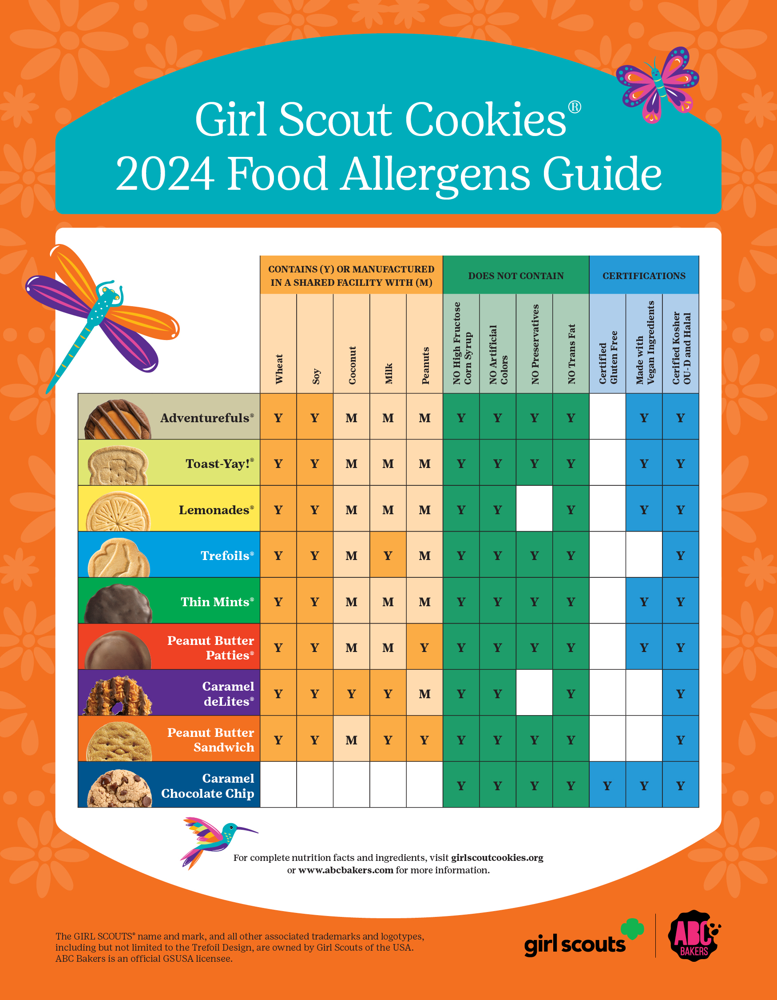 Girl Scout Cookies®
2024 Food Allergens Guide
CONTAINS (Y) OR MANUFACTURED
IN A SHARED FACILITY WITH (M)
DOES NOT CONTAIN
CERTIFICATIONS
Wheat
Soy
Coconut
Milk
Peanuts
NO High Fructose
Corn Syrup
NO Artificial
Colors
NO Preservatives
NO Trans Fat
Certified
Gluten Free
Made with
Vegan Ingredients
Cerified Kosher
OU-D and Halal
Adventurefuls® Y Y M M M Y Y Y Y Y Y
Toast-Yay!® Y Y M M M Y Y Y Y Y Y
Lemonades® Y Y M M M Y Y Y Y Y
Trefoils® Y Y M Y M Y Y Y Y Y
Thin Mints® Y Y M M M Y Y Y Y Y Y
Peanut Butter
Patties® Y Y M M Y Y Y Y Y Y Y
Caramel
deLites® Y Y Y Y M Y Y Y Y
Peanut Butter
Sandwich Y Y M Y Y Y Y Y Y Y
Caramel
Chocolate Chip Y Y Y Y Y Y Y
For complete nutrition facts and ingredients, visit girlscoutcookies.org
or www.abcbakers.com for more information.
The GIRL SCOUTS® name and mark, and all other associated trademarks and logotypes,
including but not limited to the Trefoil Design, are owned by Girl Scouts of the USA.
ABC Bakers is an official GSUSA licensee.
girl scouts
ABC
BAKERS